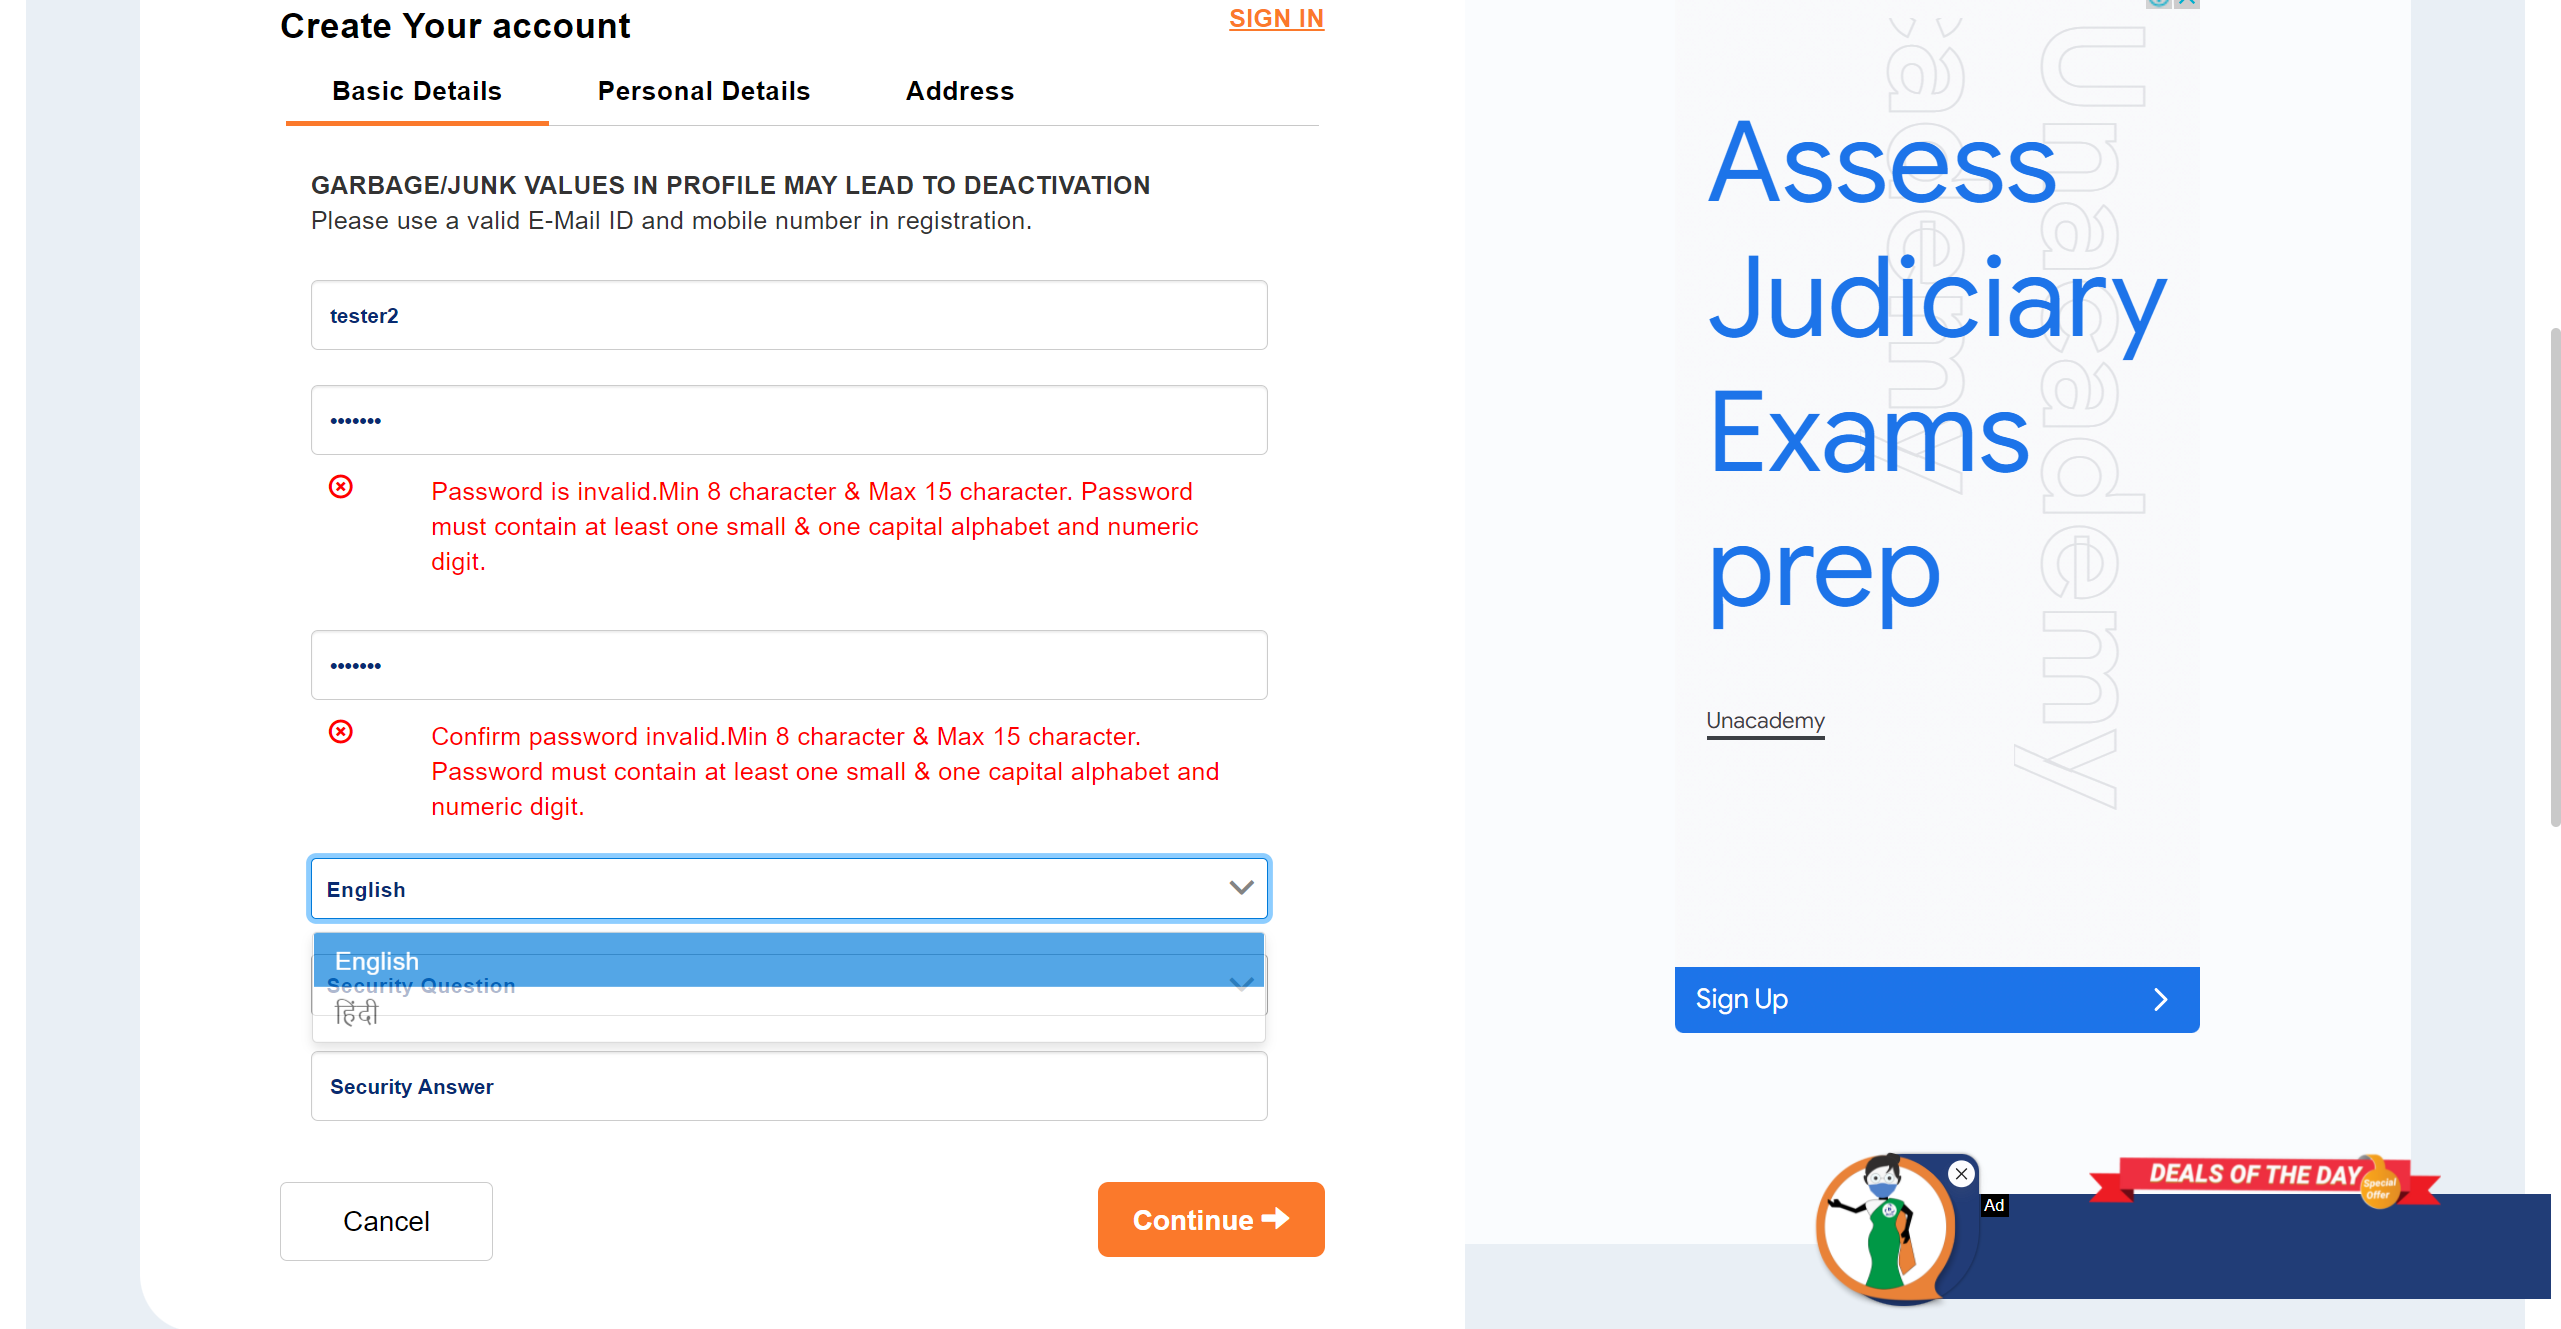 Create Your account
SIGN IN
Basic Details
Personal Details
Address
GARBAGE/JUNK VALUES IN PROFILE MAY LEAD TO DEACTIVATION
Please use a valid E-Mail ID and mobile number in registration.
tester2
•••••••
Password is invalid.Min 8 character & Max 15 character. Password
must contain at least one small & one capital alphabet and numeric
digit.
•••••••
Confirm password invalid.Min 8 character & Max 15 character.
Password must contain at least one small & one capital alphabet and
numeric digit.
English
English
Security Question
हिंदी
Security Answer
Cancel
Continue
Unacademy
cademy
Assess
Judiciary
Exams
prep
Unacademy
Sign Up
DEALS OF THE DAY
Special
Offer
Ad